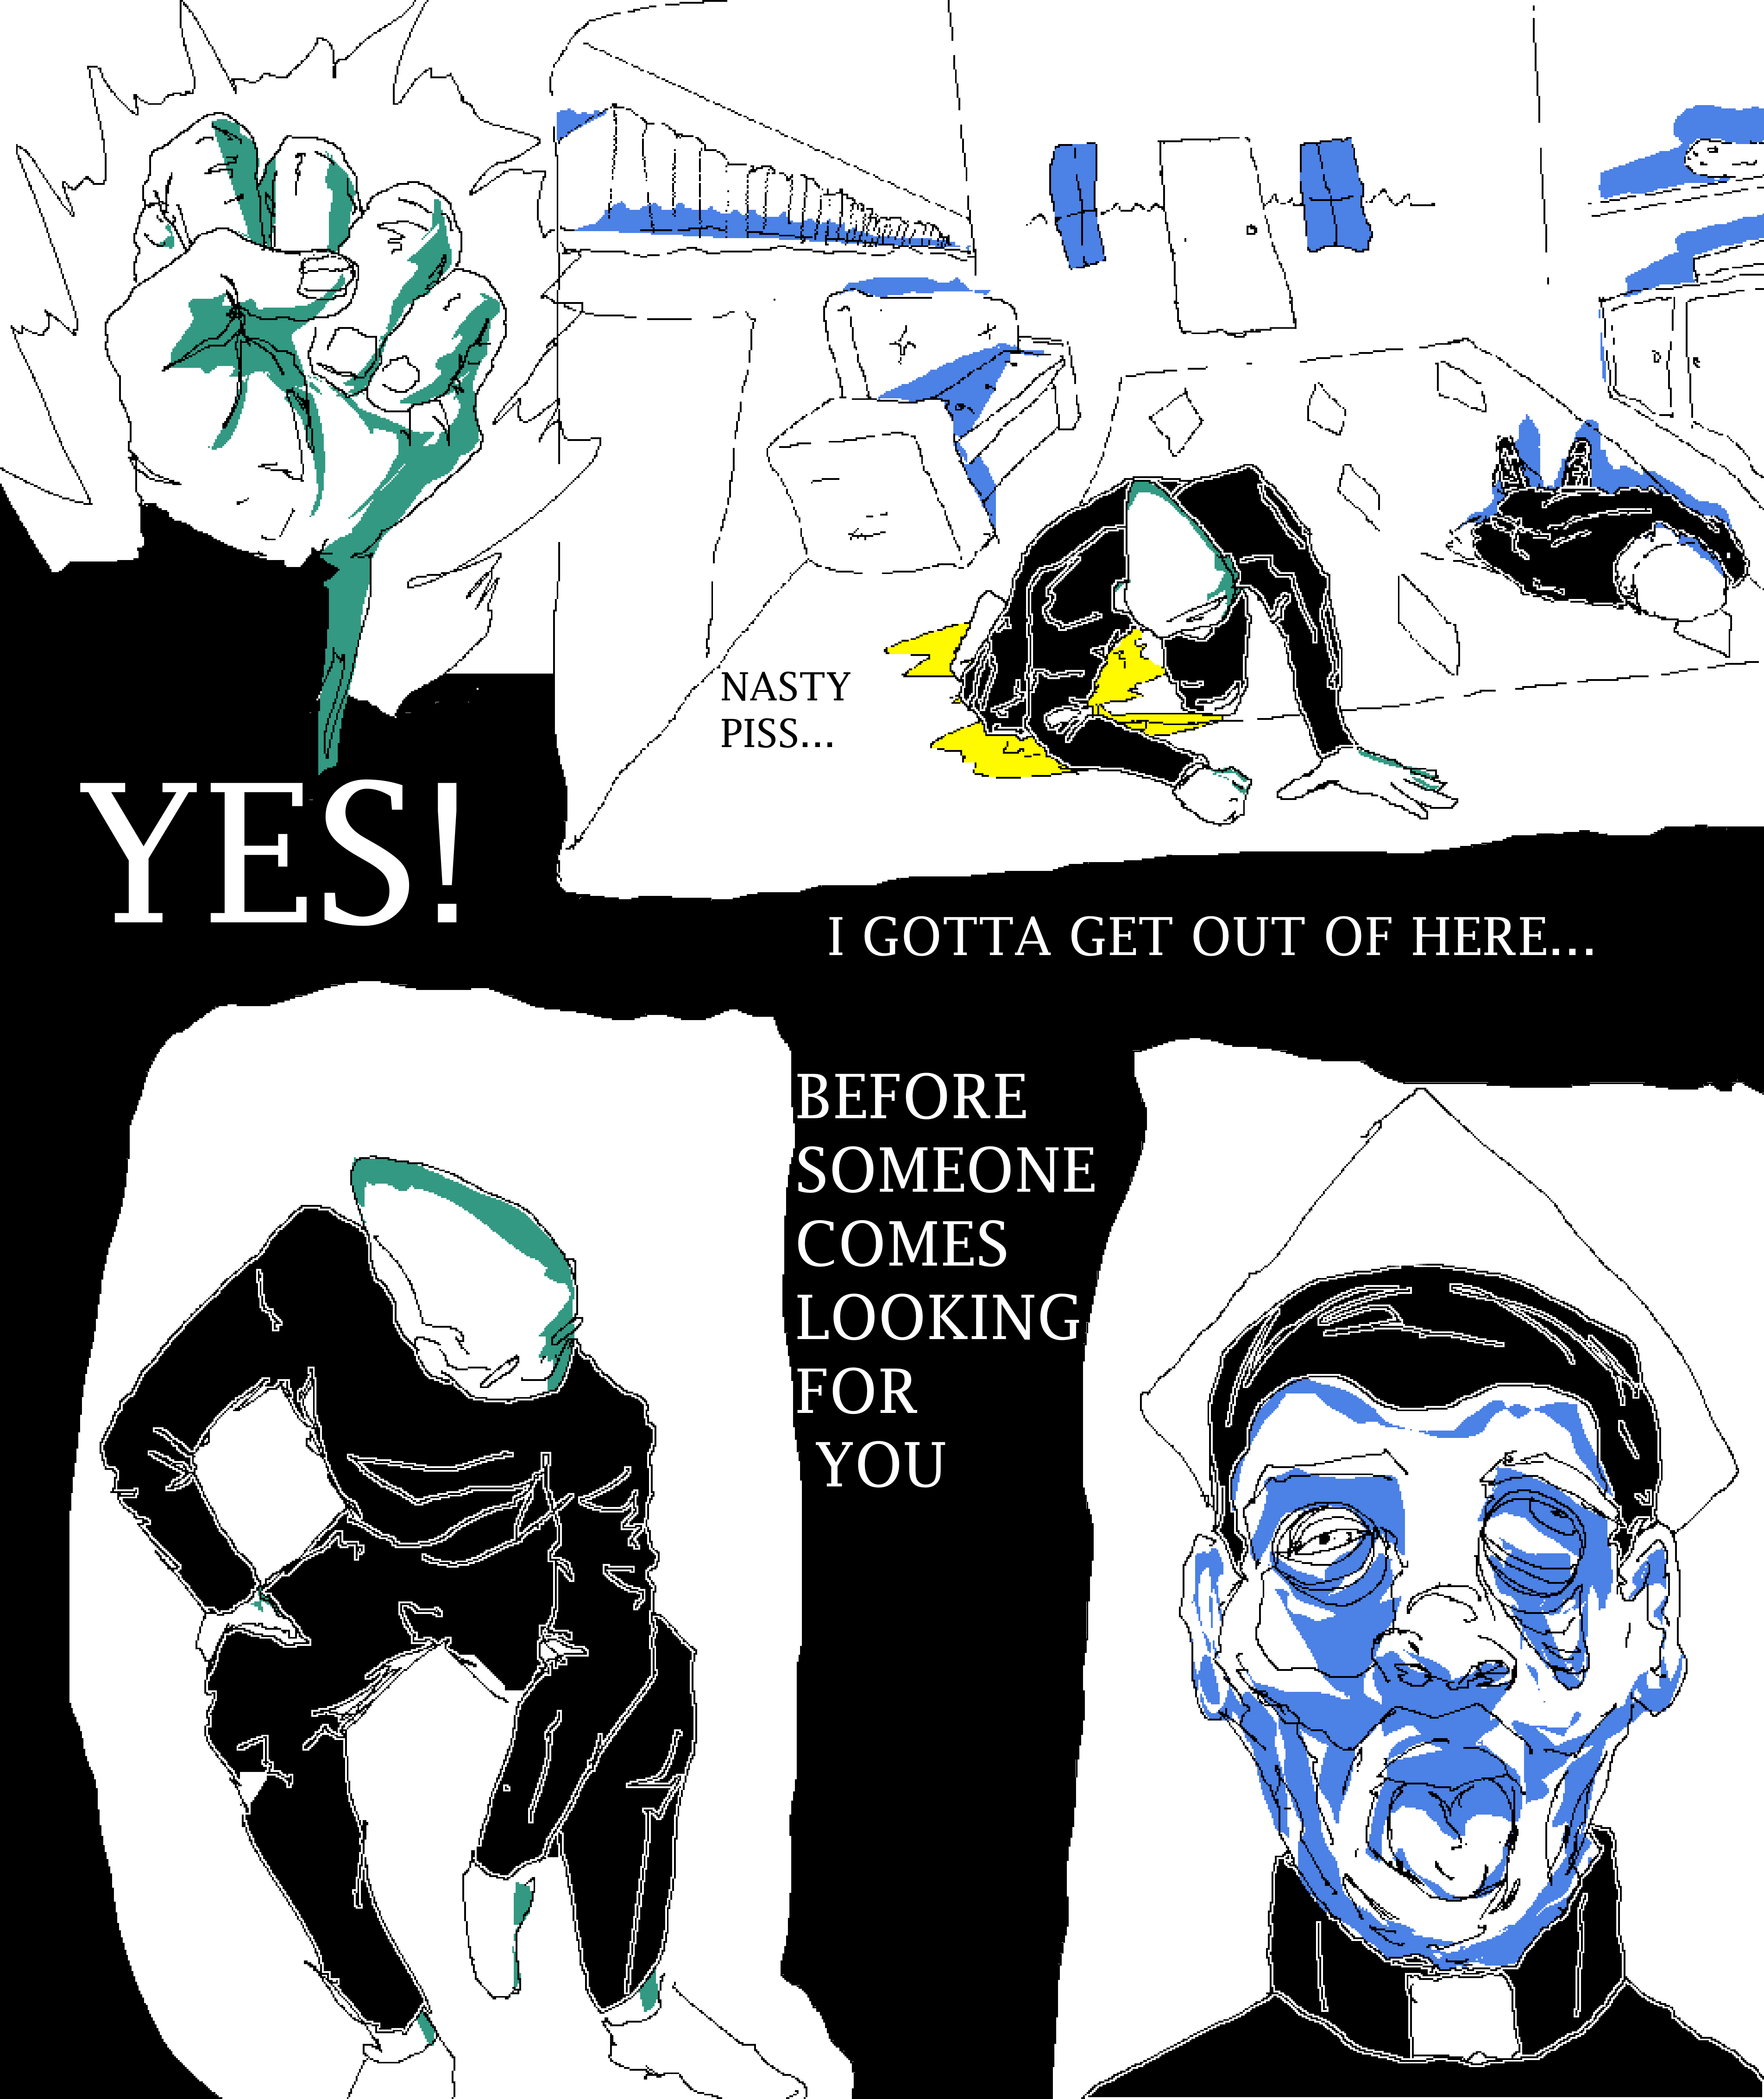 YES!
NASTY
PISS...
I GOTTA GET OUT OF HERE...
BEFORE
SOMEONE
COMES
LOOKING
FOR
YOU